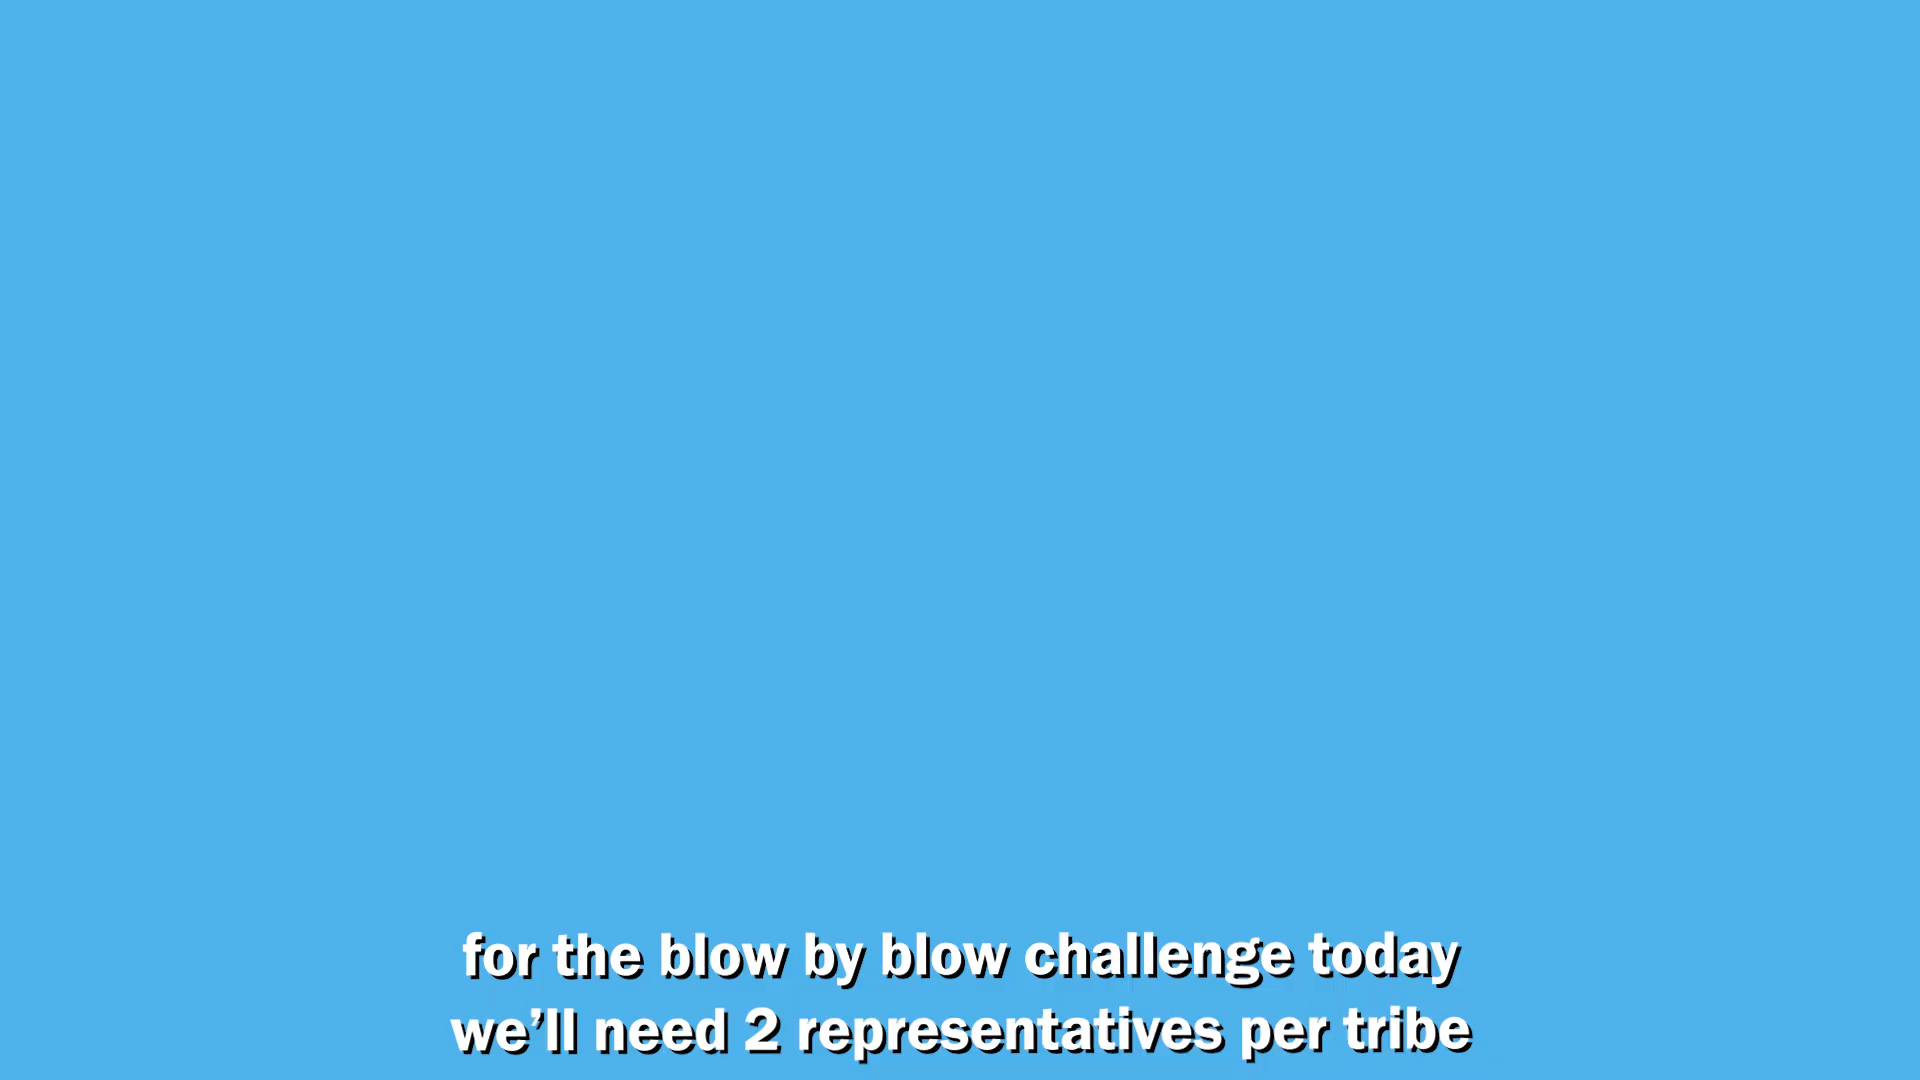 for the blow by blow challenge today
we’ll need 2 representatives per tribe